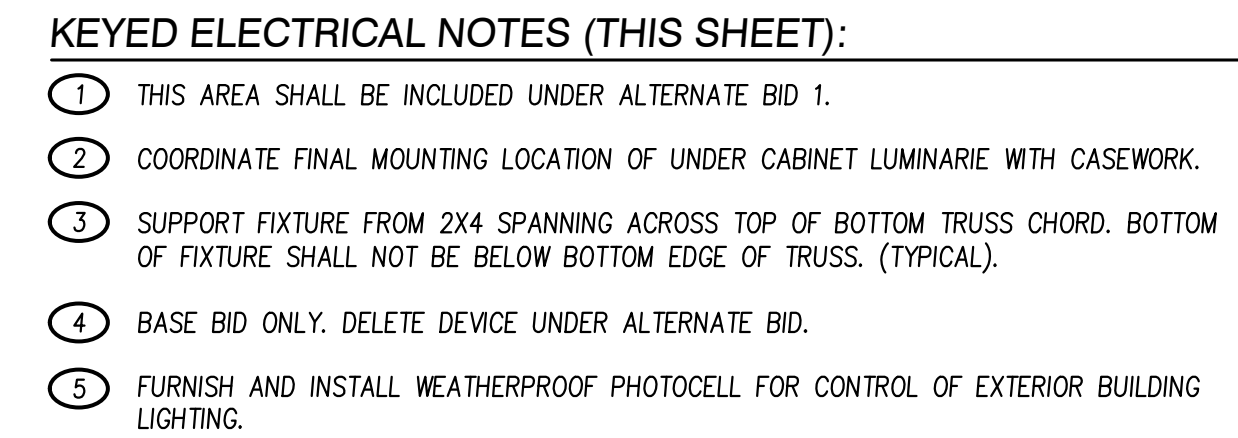 KEYED ELECTRICAL NOTES (THIS SHEET):
1 THIS AREA SHALL BE INCLUDED UNDER ALTERNATE BID 1.
2 COORDINATE FINAL MOUNTING LOCATION OF UNDER CABINET LUMINARIE WITH CASEWORK.
3 SUPPORT FIXTURE FROM 2X4 SPANNING ACROSS TOP OF BOTTOM TRUSS CHORD. BOTTOM
OF FIXTURE SHALL NOT BE BELOW BOTTOM EDGE OF TRUSS. (TYPICAL).
4 BASE BID ONLY. DELETE DEVICE UNDER ALTERNATE BID.
5 FURNISH AND INSTALL WEATHERPROOF PHOTOCELL FOR CONTROL OF EXTERIOR BUILDING
LIGHTING.